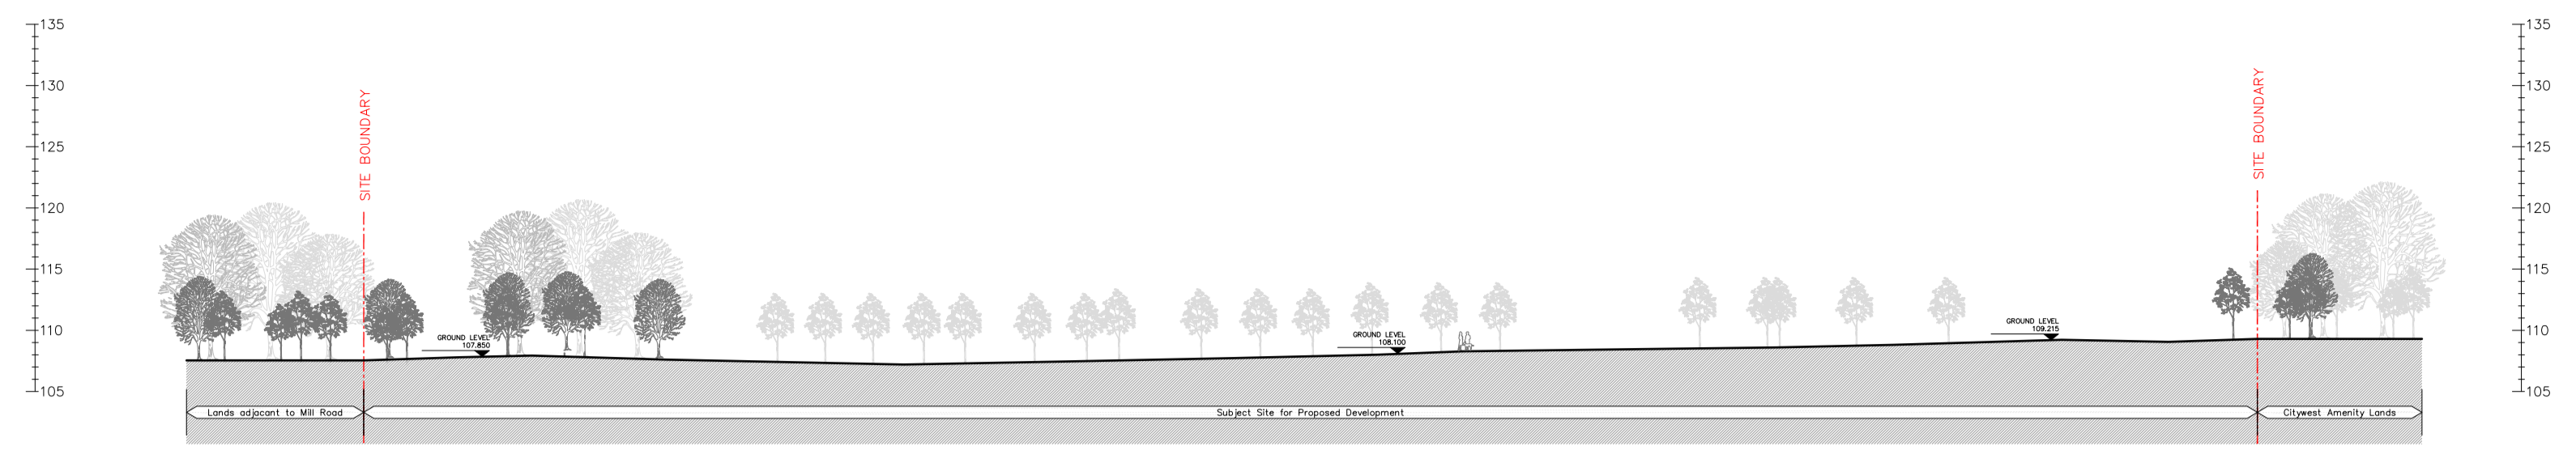 135
130
125
120
115
110
105
SITE BOUNDARY
GROUND LEVEL
107.850
GROUND LEVEL
108.100
GROUND LEVEL
109.215
SITE BOUNDARY
135
130
125
120
115
110
105
Lands adjacant to Mill Road
Subject Site for Proposed Development
Citywest Amenity Lands